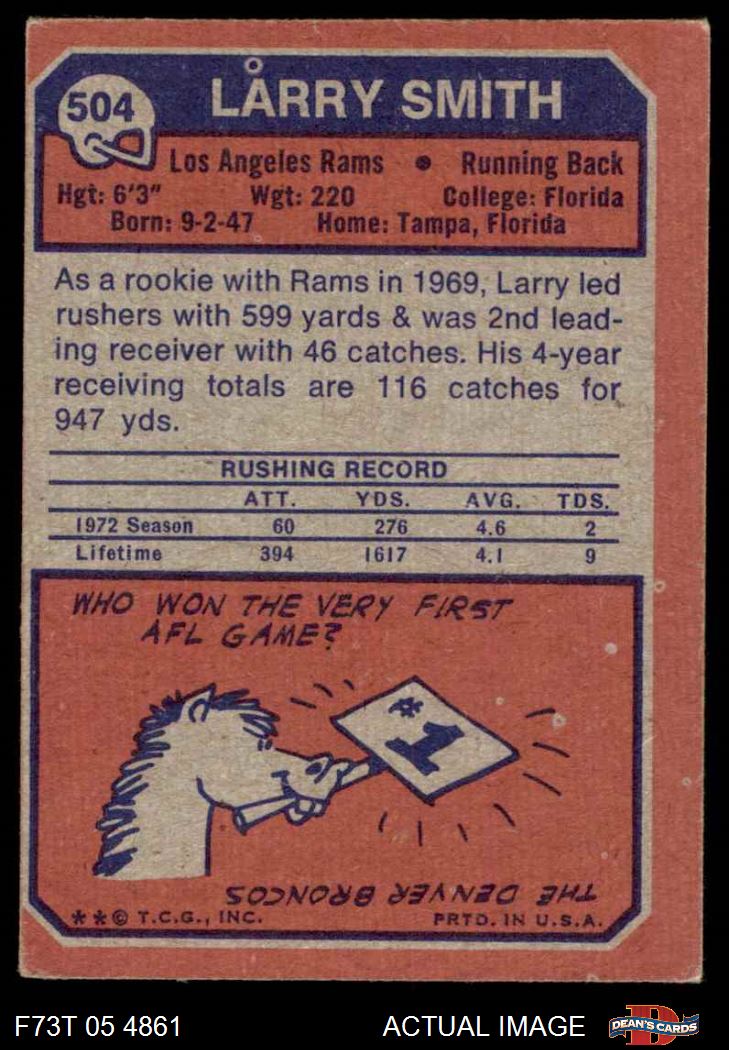 504
LARRY SMITH
Los Angeles Rams • Running Back
Hgt: 6'3" Wgt: 220 College: Florida
Born: 9-2-47 Home: Tampa, Florida
As a rookie with Rams in 1969, Larry led
rushers with 599 yards & was 2nd lead-
ing receiver with 46 catches. His 4-year
receiving totals are 116 catches for
947 yds.
RUSHING RECORD
ATT. YDS. AVG. TDS.
1972 Season 60 276 4.6 2
Lifetime 394 1617 4.1 9
WHO WON THE VERY FIRST
AFL GAME?
#1
THE DENVER BRONCOS
**© T.C.G., INC. PRTD. IN U.S.A.
F73T 05 4861 ACTUAL IMAGE D DEAN'S CARDS